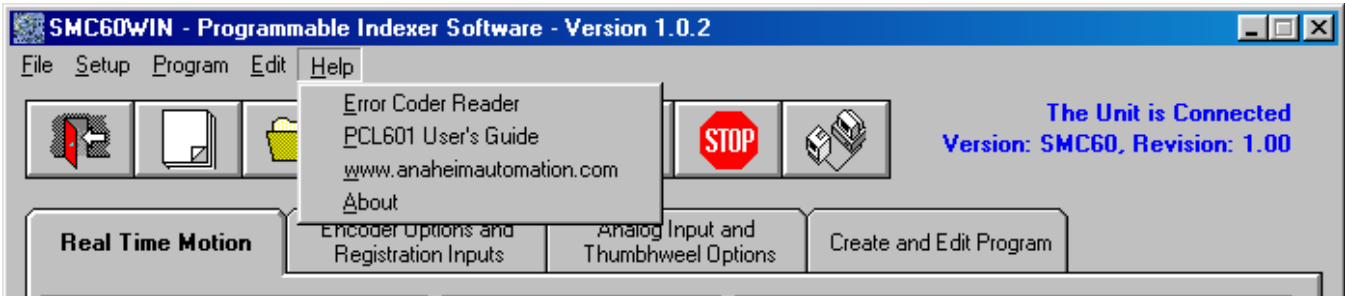 SMC60WIN - Programmable Indexer Software - Version 1.0.2
File Setup Program Edit Help
Error Coder Reader
PCL601 User's Guide
www.anaheimautomation.com
About
STOP
The Unit is Connected
Version: SMC60, Revision: 1.00
Real Time Motion
Encoder Options and
Registration Inputs
Analog Input and
Thumbhweel Options
Create and Edit Program